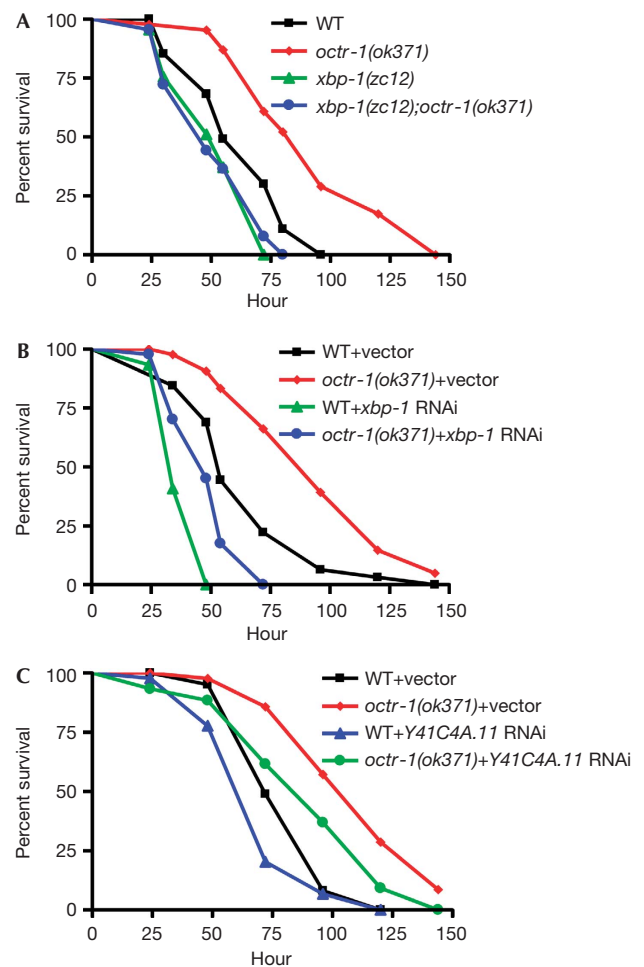 A
Percent survival
100
75
50
25
0
0 25 50 75 100 125 150
Hour
WT
octr-1(ok371)
xbp-1(zc12)
xbp-1(zc12);octr-1(ok371)
B
Percent survival
100
75
50
25
0
0 25 50 75 100 125 150
Hour
WT+vector
octr-1(ok371)+vector
WT+xbp-1 RNAi
octr-1(ok371)+xbp-1 RNAi
C
Percent survival
100
75
50
25
0
0 25 50 75 100 125 150
Hour
WT+vector
octr-1(ok371)+vector
WT+Y41C4A.11 RNAi
octr-1(ok371)+Y41C4A.11 RNAi